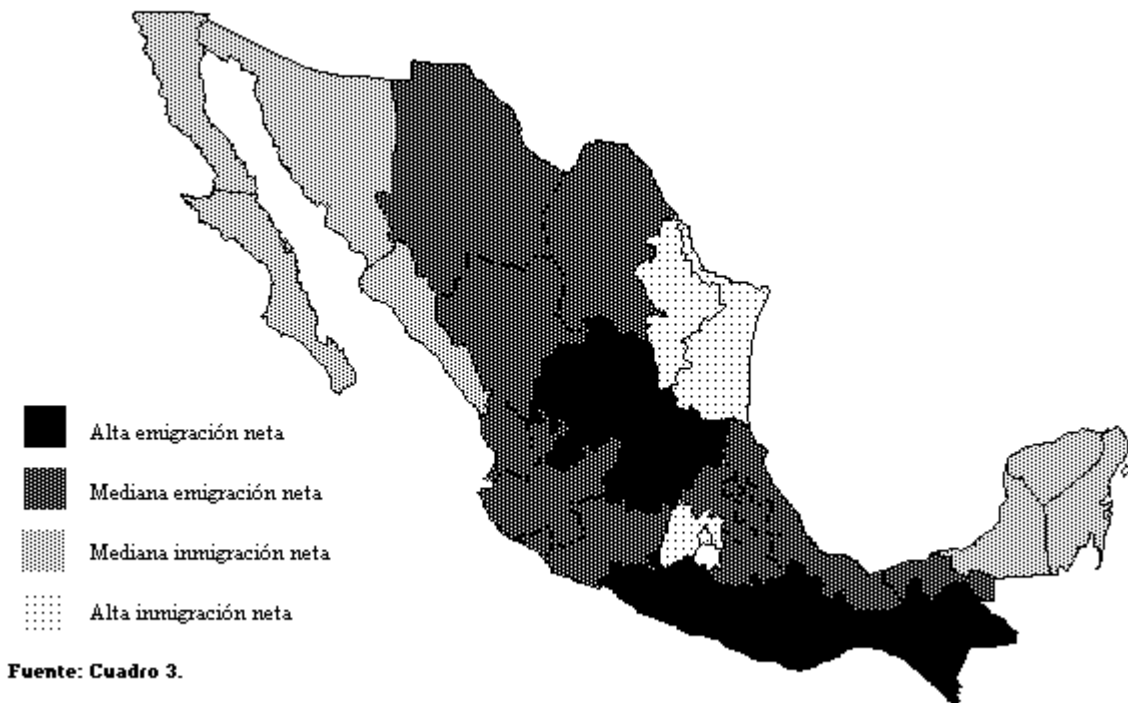 Alta emigración neta
Mediana emigración neta
Mediana inmigración neta
Alta inmigración neta
Fuente: Cuadro 3.